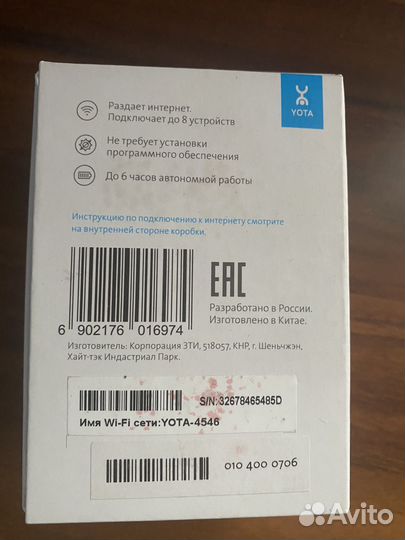 YOTA
Раздает интернет.
Подключает до 8 устройств
Не требует установки
программного обеспечения
До 6 часов автономной работы
Инструкцию по подключению к интернету смотрите
на внутренней стороне коробки.
EAC
6 902176 016974
Разработано в России.
Изготовлено в Китае.
Изготовитель: Корпорация ЗТИ, 518057, КНР, г. Шеньчжэн,
Хайт-тэк Индастриал Парк.
S/N:32678465485D
Имя Wi-Fi сети:YOTA-4546
010 400 0706
Avito